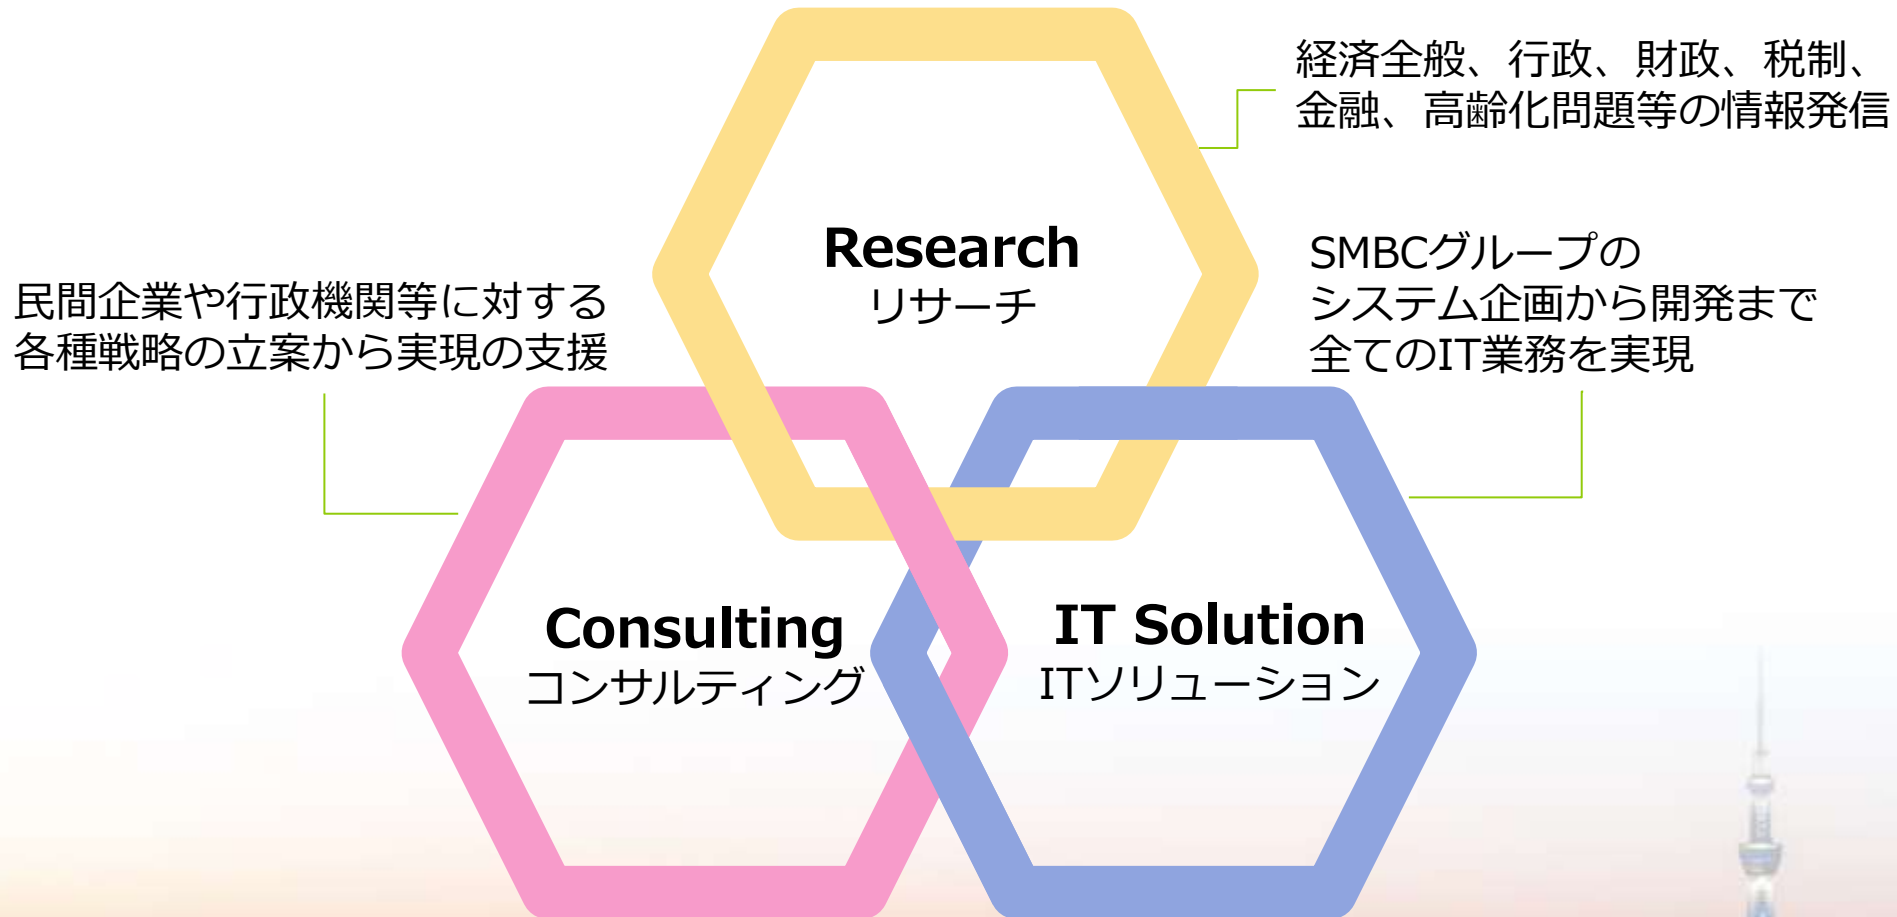 経済全般、行政、財政、税制、
金融、高齢化問題等の情報発信
Research
リサーチ
SMBCグループの
システム企画から開発まで
全てのIT業務を実現
民間企業や行政機関等に対する
各種戦略の立案から実現の支援
Consulting
コンサルティング
IT Solution
ITソリューション